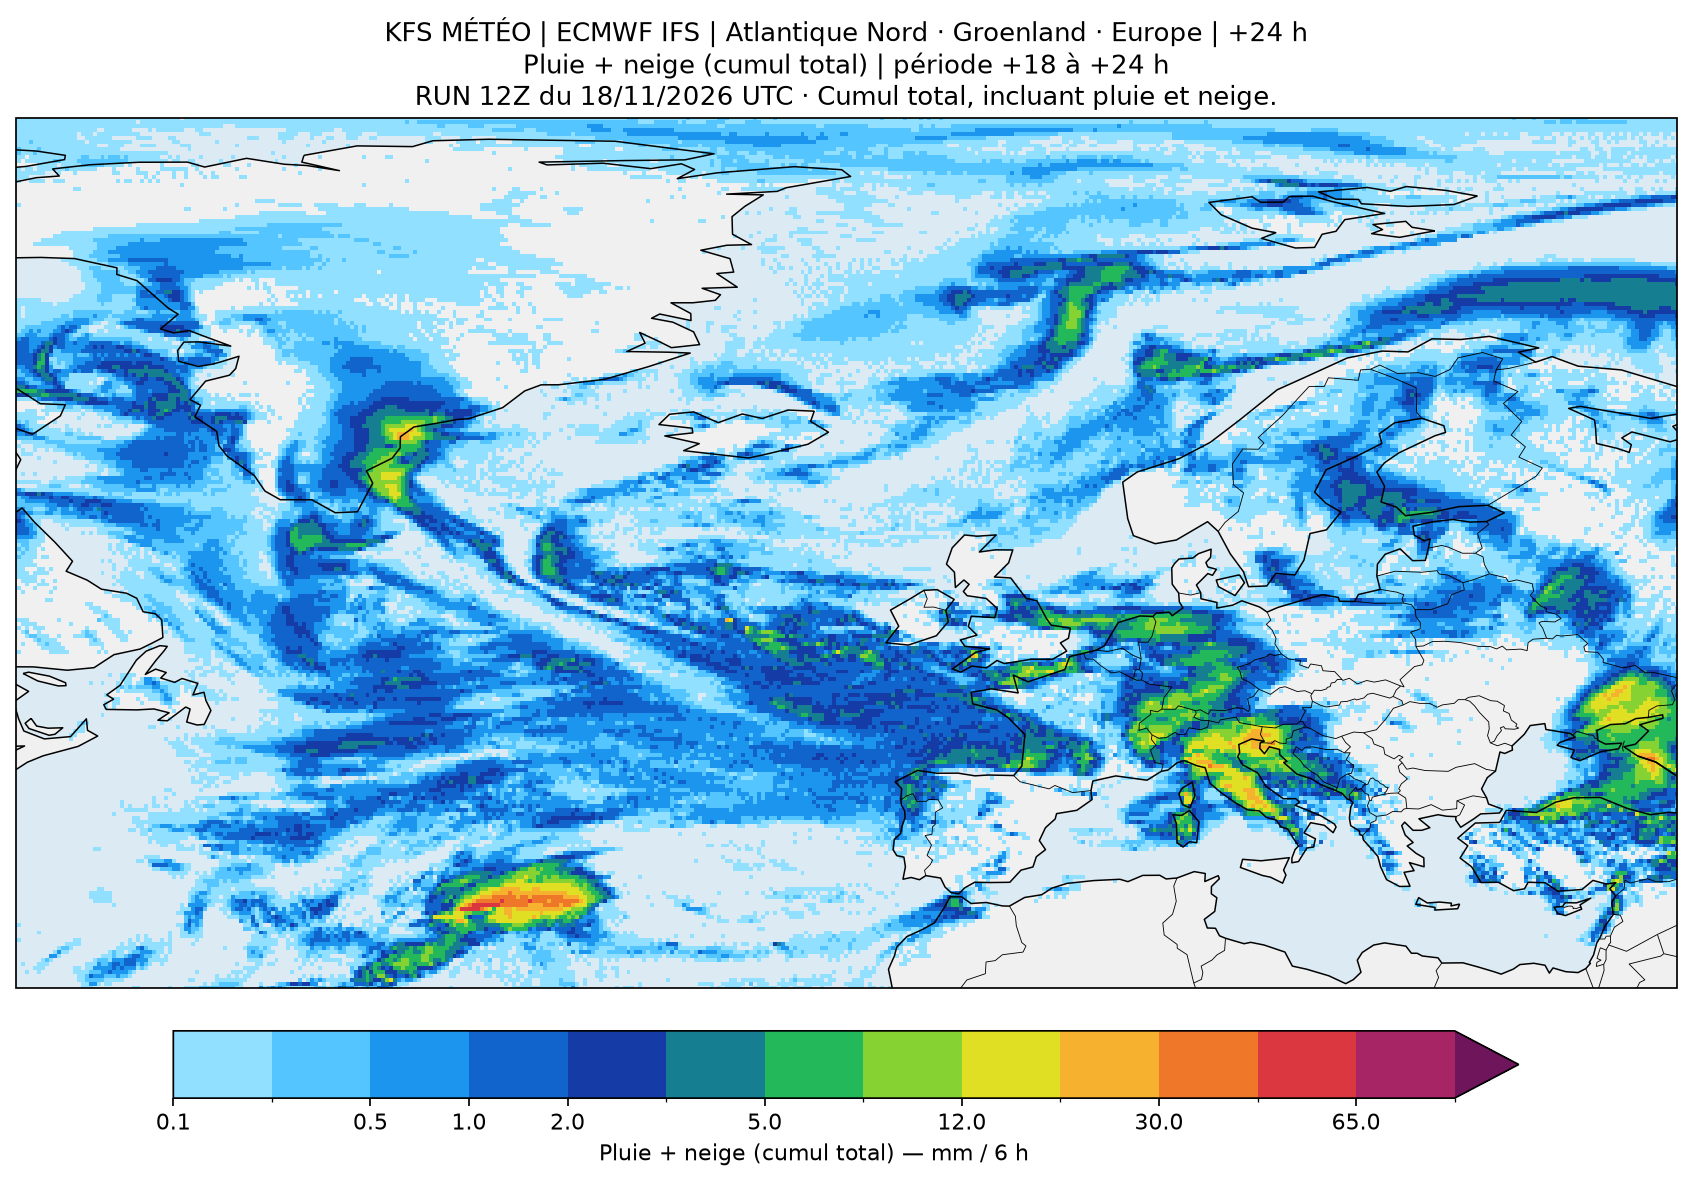 KFS MÉTÉO | ECMWF IFS | Atlantique Nord · Groenland · Europe | +24 h
Pluie + neige (cumul total) | période +18 à +24 h
RUN 12Z du 18/11/2026 UTC · Cumul total, incluant pluie et neige.
0.1 0.5 1.0 2.0 5.0 12.0 30.0 65.0
Pluie + neige (cumul total) — mm / 6 h